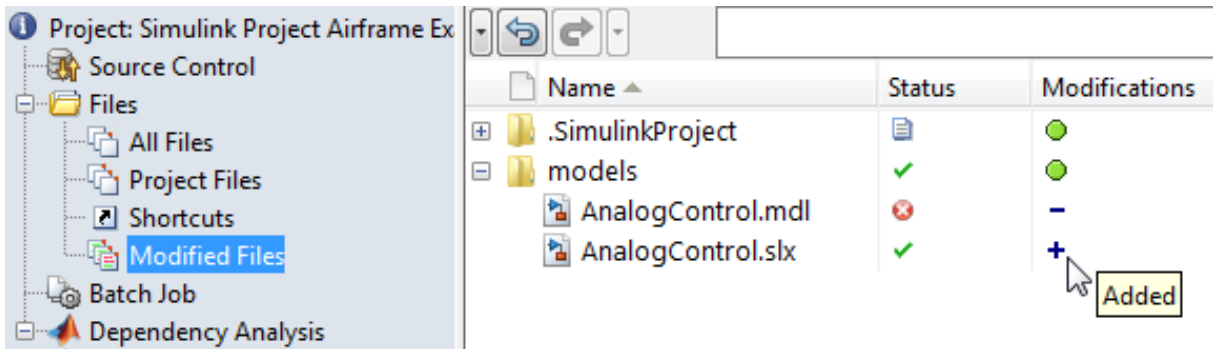 Project: Simulink Project Airframe Ex
Source Control
Files
All Files
Project Files
Shortcuts
Modified Files
Batch Job
Dependency Analysis
Name Status Modifications
.SimulinkProject
models
AnalogControl.mdl
AnalogControl.slx
Added